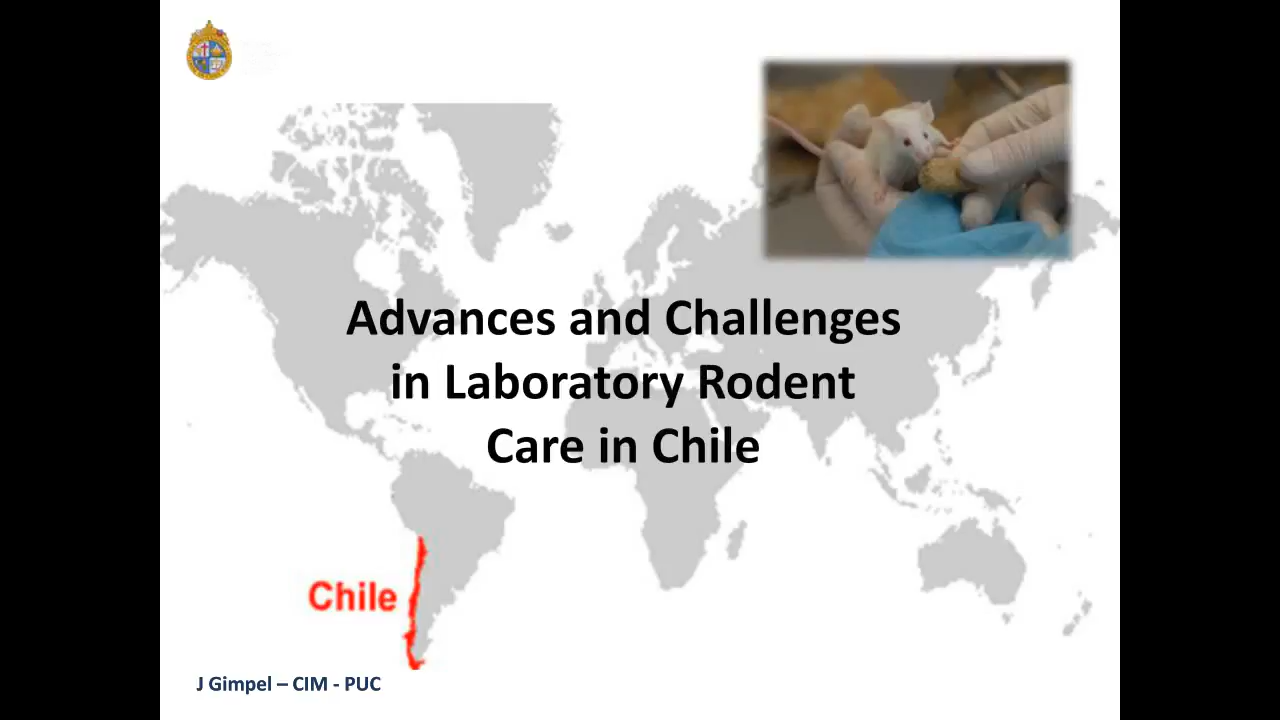 Advances and Challenges
in Laboratory Rodent
Care in Chile
Chile
J Gimpel – CIM - PUC